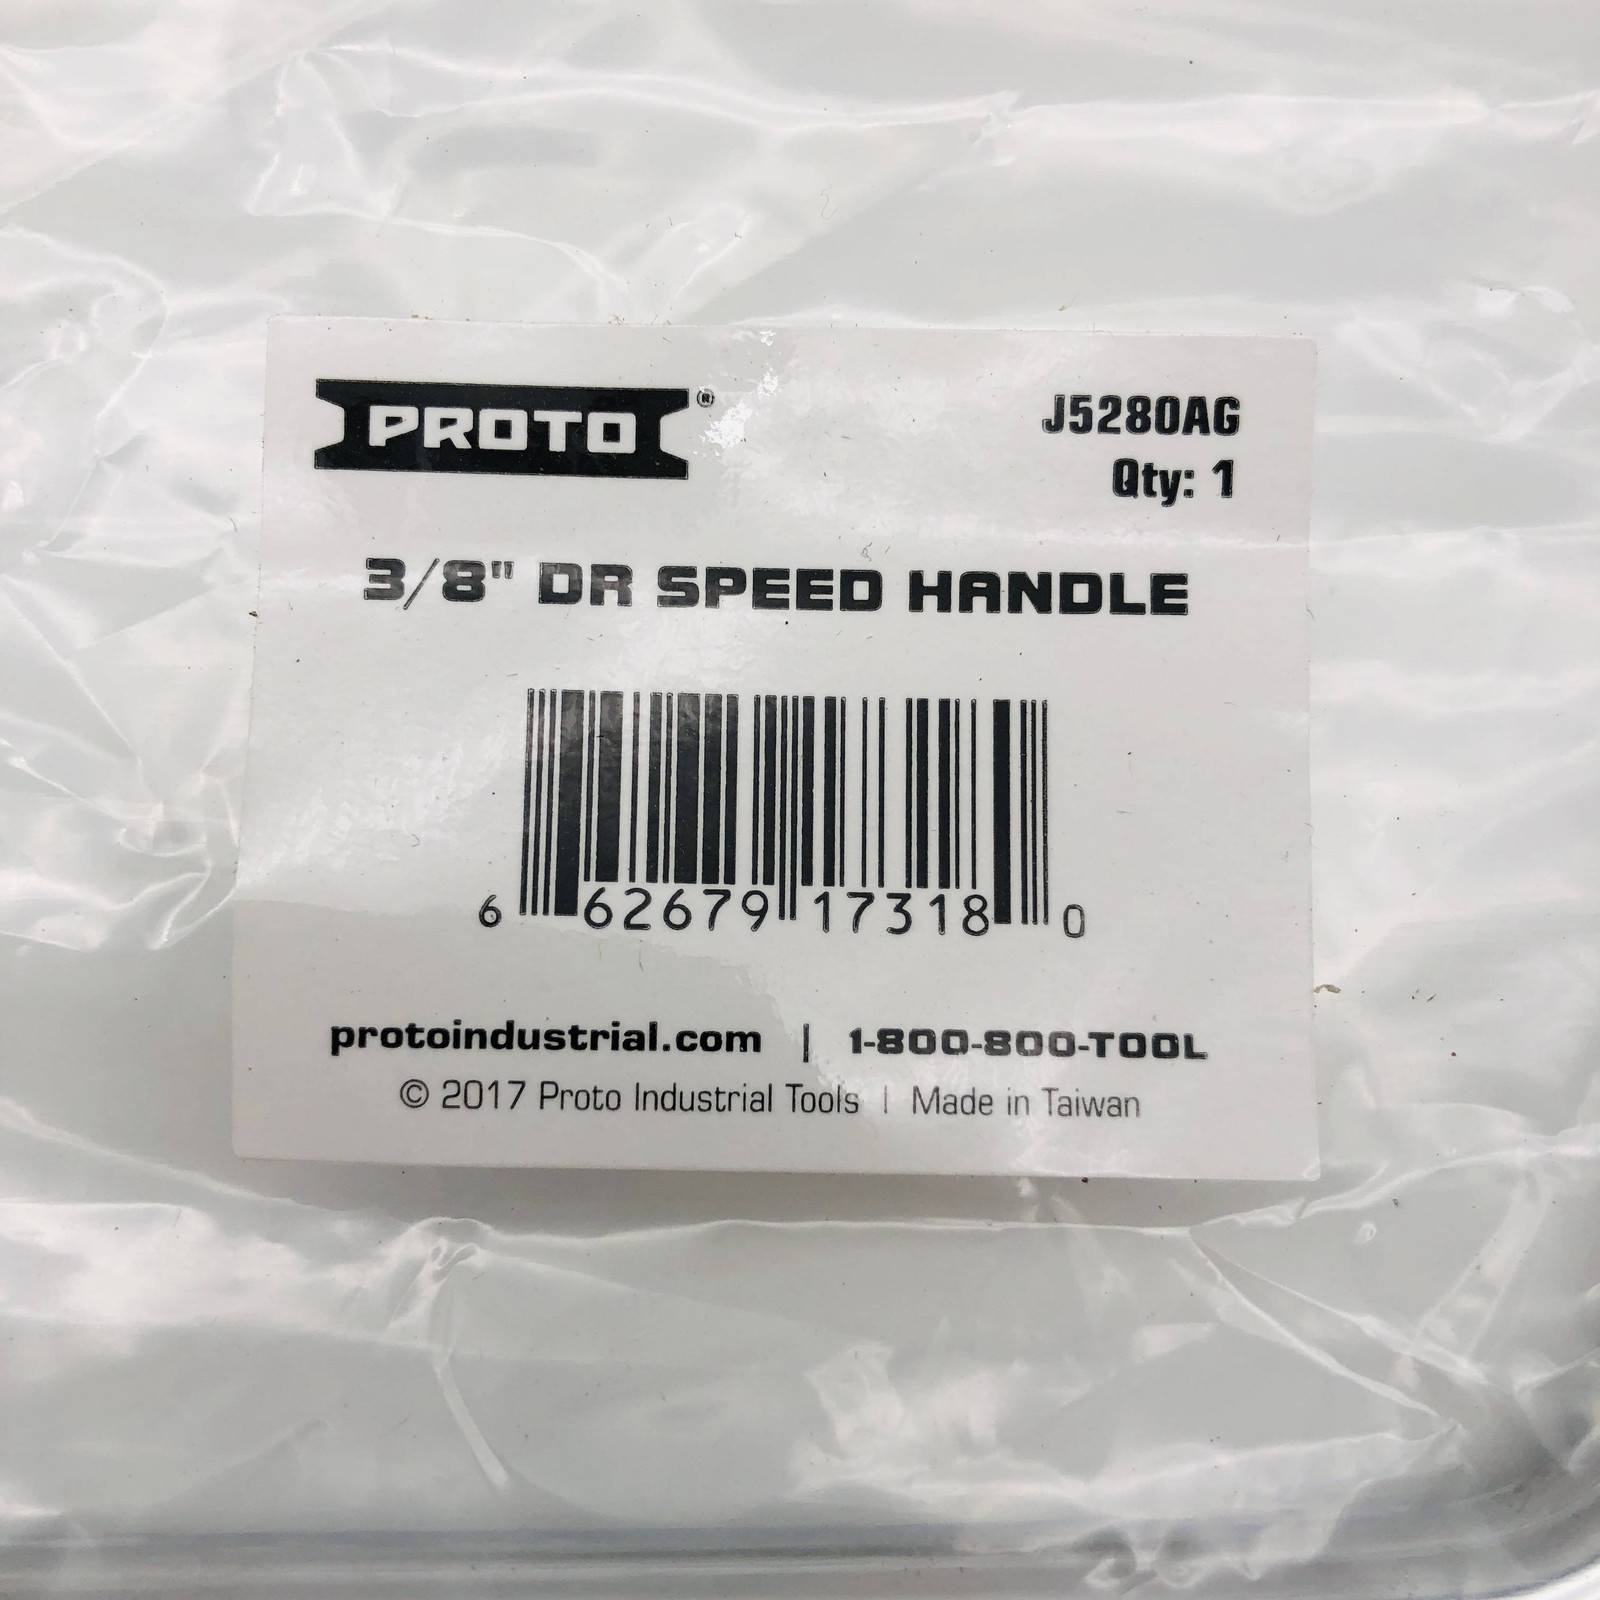 PROTO®
J5280AG
Qty: 1
3/8" DR SPEED HANDLE
6 62679 17318 0
protoindustrial.com | 1-800-800-TOOL
© 2017 Proto Industrial Tools | Made in Taiwan